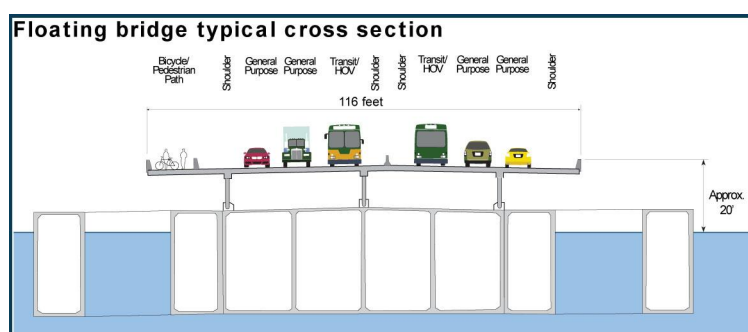 Floating bridge typical cross section
Bicycle/
Pedestrian
Path
Shoulder
General
Purpose
General
Purpose
Transit/
HOV
Shoulder
Shoulder
Transit/
HOV
General
Purpose
General
Purpose
Shoulder
116 feet
Approx.
20'